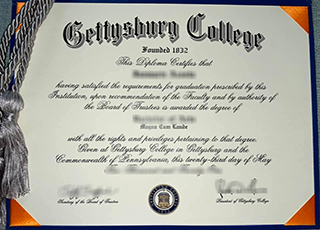 Gettysburg College
Founded 1832
This Diploma Certifies that
having satisfied the requirements for graduation prescribed by this
Institution, upon recommendation of the Faculty and by authority of
the Board of Trustees is awarded the degree of
Magna Cum Laude
with all the rights and privileges pertaining to that degree.
Given at Gettysburg College in Gettysburg and the
Commonwealth of Pennsylvania, this twenty-third day of May
Secretary of the Board of Trustees
President of Gettysburg College